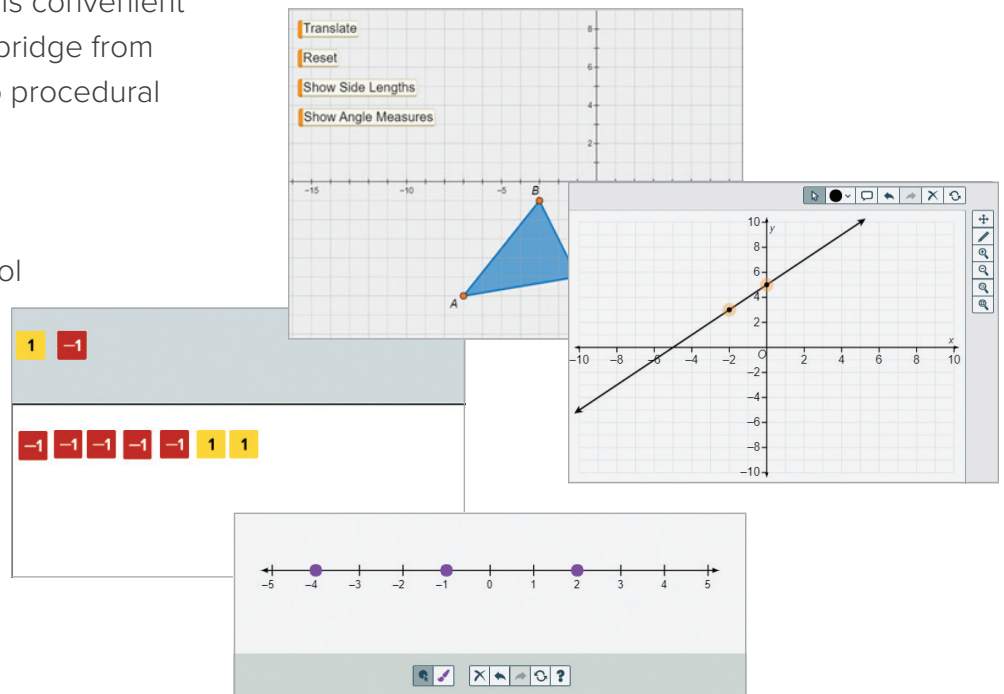 is convenient
bridge from
procedural
ol
Translate
Reset
Show Side Lengths
Show Angle Measures
8
6
4
2
-15 -10 -5
B
A
10 y
8
6
4
2
-10 -8 -6 -4 -2 O 2 4 6 8 10 x
-2
-4
-6
-8
-10
1 -1
-1 -1 -1 -1 -1 1 1
-5 -4 -3 -2 -1 0 1 2 3 4 5
?